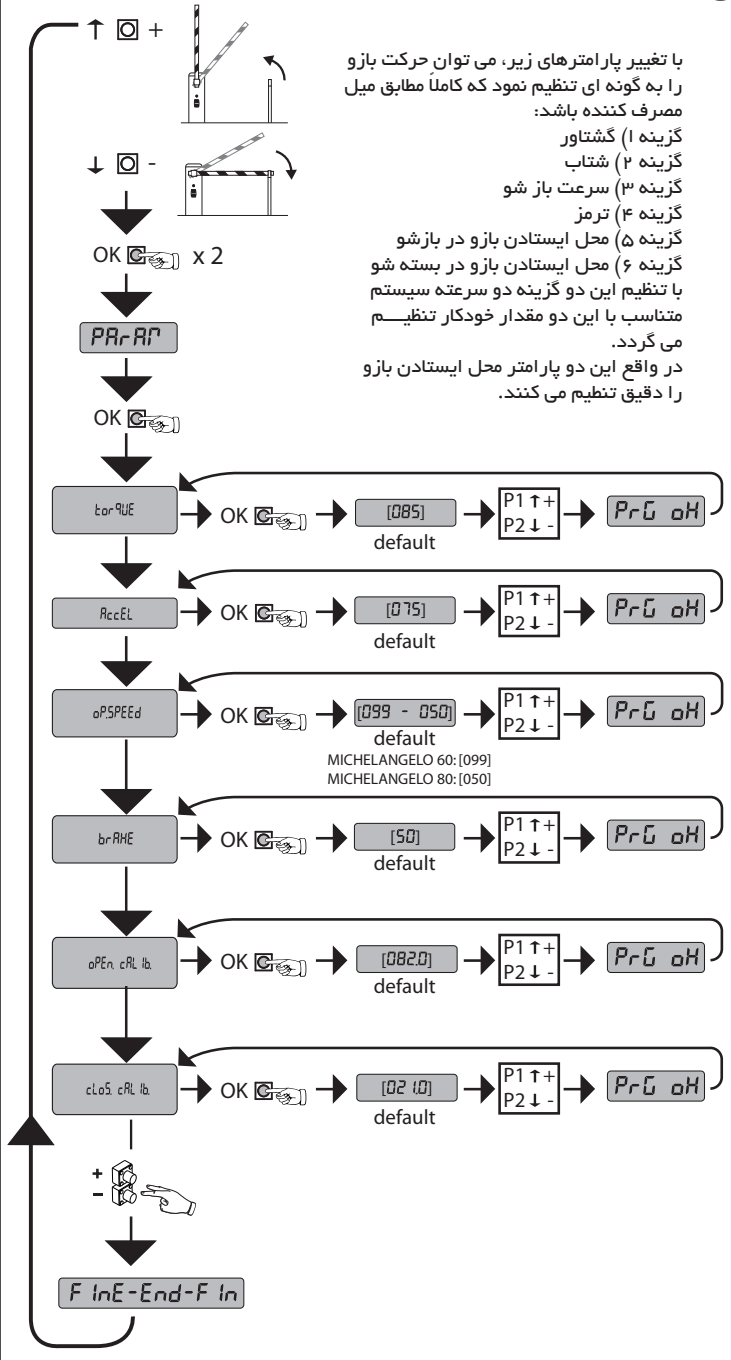 ↑ +
با تغییر پارامترهای زیر، می توان حرکت بازو
را به گونه ای تنظیم نمود که کاملاً مطابق میل
مصرف کننده باشد:
گزینه ۱) گشتاور
گزینه ۲) شتاب
گزینه ۳) سرعت باز شو
گزینه ۴) ترمز
گزینه ۵) محل ایستادن بازو در بازشو
گزینه ۶) محل ایستادن بازو در بسته شو
با تنظیم این دو گزینه دو سرعته سیستم
متناسب با این دو مقدار خودکار تنظیـــم
می گردد.
در واقع این دو پارامتر محل ایستادن بازو
را دقیق تنطیم می کنند.
↓ -
OK x 2
PArAM
OK
torqUE OK [085] P1 ↑+ PrG oK
default P2 ↓ -
AccEL OK [075] P1 ↑+ PrG oK
default P2 ↓ -
oP.SPEEd OK [099 - 050] P1 ↑+ PrG oK
default P2 ↓ -
MICHELANGELO 60: [099]
MICHELANGELO 80: [050]
brAKE OK [50] P1 ↑+ PrG oK
default P2 ↓ -
oPEn. cALIb. OK [082.0] P1 ↑+ PrG oK
default P2 ↓ -
cLoS. cALIb. OK [021.0] P1 ↑+ PrG oK
default P2 ↓ -
+
-
FInE-End-FIn